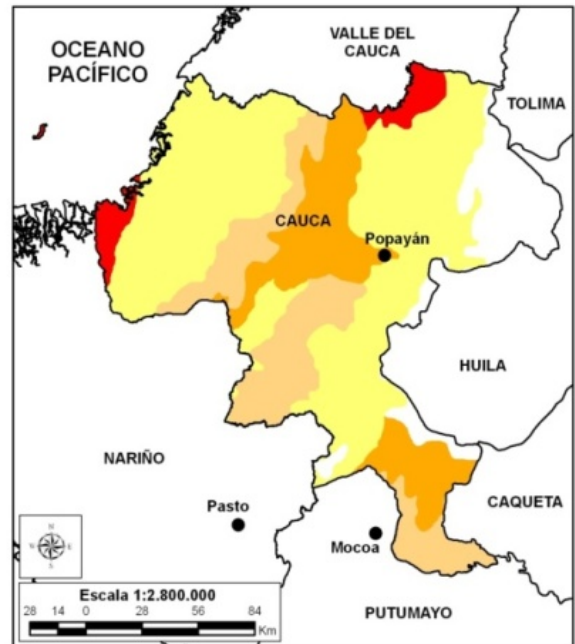 OCEANO
PACÍFICO
VALLE DEL
CAUCA
TOLIMA
CAUCA
Popayán
HUILA
NARIÑO
CAQUETA
Pasto
Mocoa
N
Escala 1:2.800.000
28 14 0 28 56 84
Km
PUTUMAYO